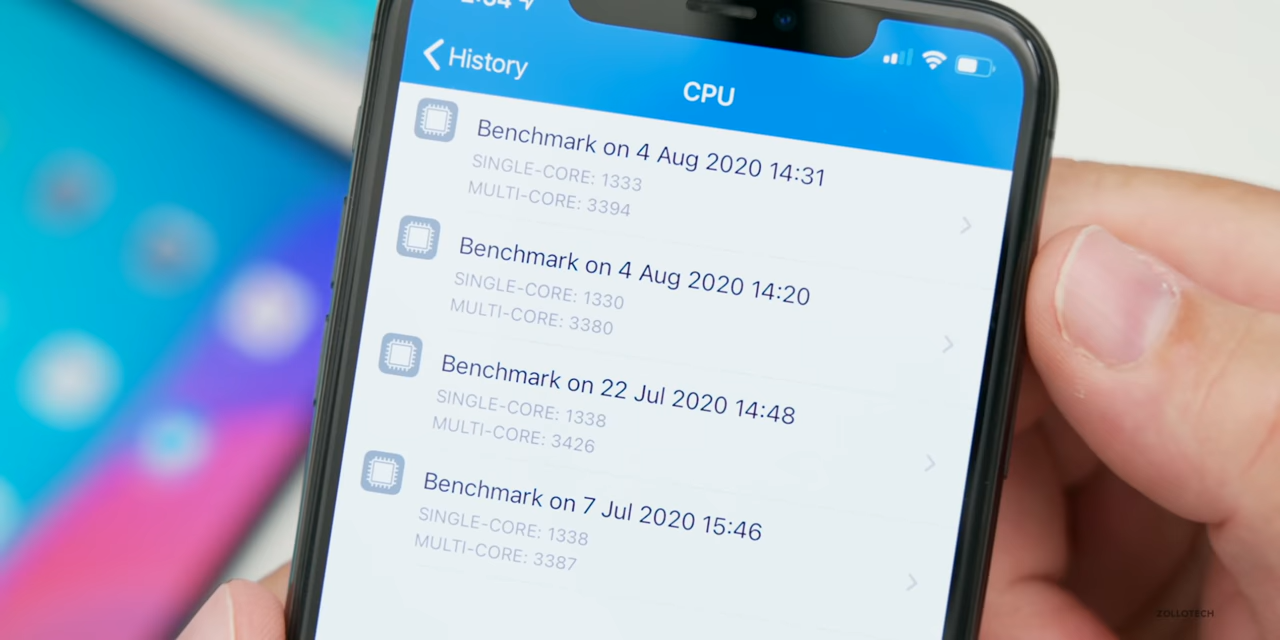 History
CPU
Benchmark on 4 Aug 2020 14:31
SINGLE-CORE: 1333
MULTI-CORE: 3394
Benchmark on 4 Aug 2020 14:20
SINGLE-CORE: 1330
MULTI-CORE: 3380
Benchmark on 22 Jul 2020 14:48
SINGLE-CORE: 1338
MULTI-CORE: 3426
Benchmark on 7 Jul 2020 15:46
SINGLE-CORE: 1338
MULTI-CORE: 3387
ZOLLOTECH